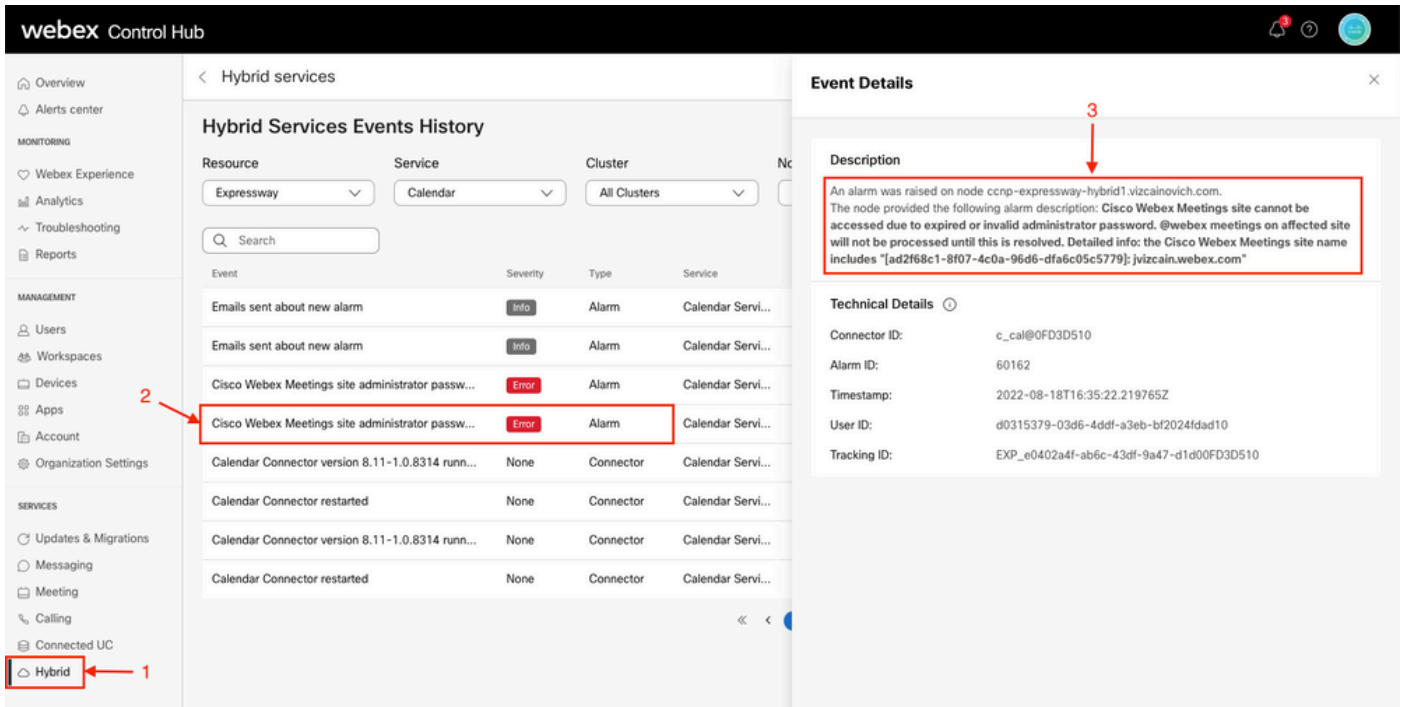 webex Control Hub
3
Overview
Alerts center
MONITORING
Webex Experience
Analytics
Troubleshooting
Reports
MANAGEMENT
Users
Workspaces
Devices
Apps
Account
Organization Settings
SERVICES
Updates & Migrations
Messaging
Meeting
Calling
Connected UC
Hybrid
1
Hybrid services
Hybrid Services Events History
Resource Service Cluster No
Expressway Calendar All Clusters
Search
Event Severity Type Service
Emails sent about new alarm Info Alarm Calendar Servi...
Emails sent about new alarm Info Alarm Calendar Servi...
Cisco Webex Meetings site administrator passw... Error Alarm Calendar Servi...
2
Cisco Webex Meetings site administrator passw... Error Alarm Calendar Servi...
Calendar Connector version 8.11-1.0.8314 runn... None Connector Calendar Servi...
Calendar Connector restarted None Connector Calendar Servi...
Calendar Connector version 8.11-1.0.8314 runn... None Connector Calendar Servi...
Calendar Connector restarted None Connector Calendar Servi...
Event Details
3
Description
An alarm was raised on node ccnp-expressway-hybrid1.vizcainovich.com.
The node provided the following alarm description: Cisco Webex Meetings site cannot be
accessed due to expired or invalid administrator password. @webex meetings on affected site
will not be processed until this is resolved. Detailed info: the Cisco Webex Meetings site name
includes "[ad2f68c1-8f07-4c0a-96d6-dfa6c05c5779]: jvizcain.webex.com"
Technical Details
Connector ID: c_cal@0FD3D510
Alarm ID: 60162
Timestamp: 2022-08-18T16:35:22.219765Z
User ID: d0315379-03d6-4ddf-a3eb-bf2024fdad10
Tracking ID: EXP_e0402a4f-ab6c-43df-9a47-d1d00FD3D510